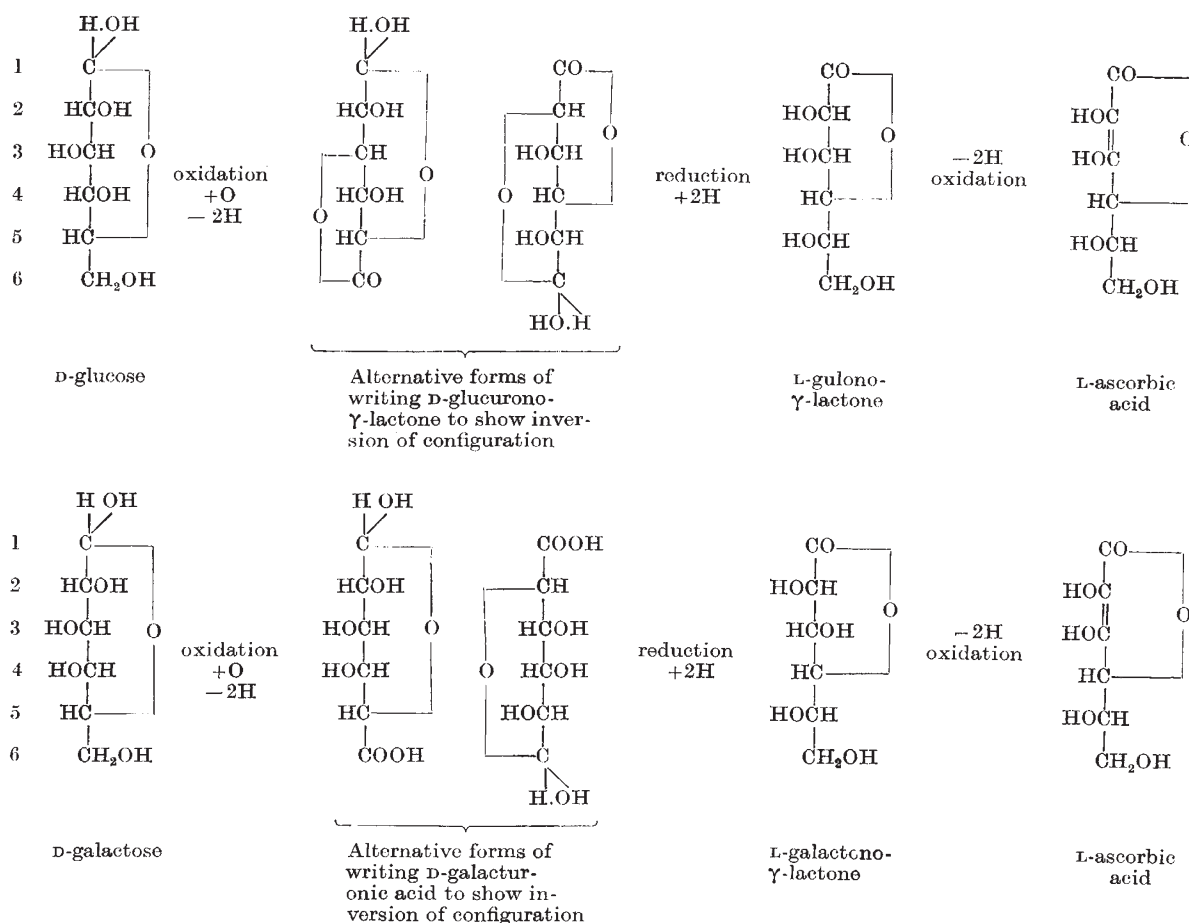 H.OH H.OH
1 C C CO CO CO
2 HCOH HCOH CH HOCH HOC
3 HOCH O CH O HOCH O HOCH O HOC
oxidation reduction −2H
4 HCOH +O O HCOH O HC +2H HC oxidation HC
− 2H
5 HC HC HOCH HOCH HOCH
6 CH₂OH CO C CH₂OH CH₂OH
HO.H
D-glucose
Alternative forms of
writing D-glucurono-
γ-lactone to show inver-
sion of configuration
L-gulono-
γ-lactone
L-ascorbic
acid
H OH H OH
1 C C COOH CO CO
2 HCOH HCOH CH HOCH HOC
3 HOCH O HOCH O HCOH HCOH O HOC O
oxidation reduction −2H
4 HOCH +O HOCH O HCOH +2H HC oxidation HC
−2H
5 HC HC HOCH HOCH HOCH
6 CH₂OH COOH C CH₂OH CH₂OH
H.OH
D-galactose
Alternative forms of
writing D-galactur-
onic acid to show in-
version of configuration
L-galactono-
γ-lactone
L-ascorbic
acid